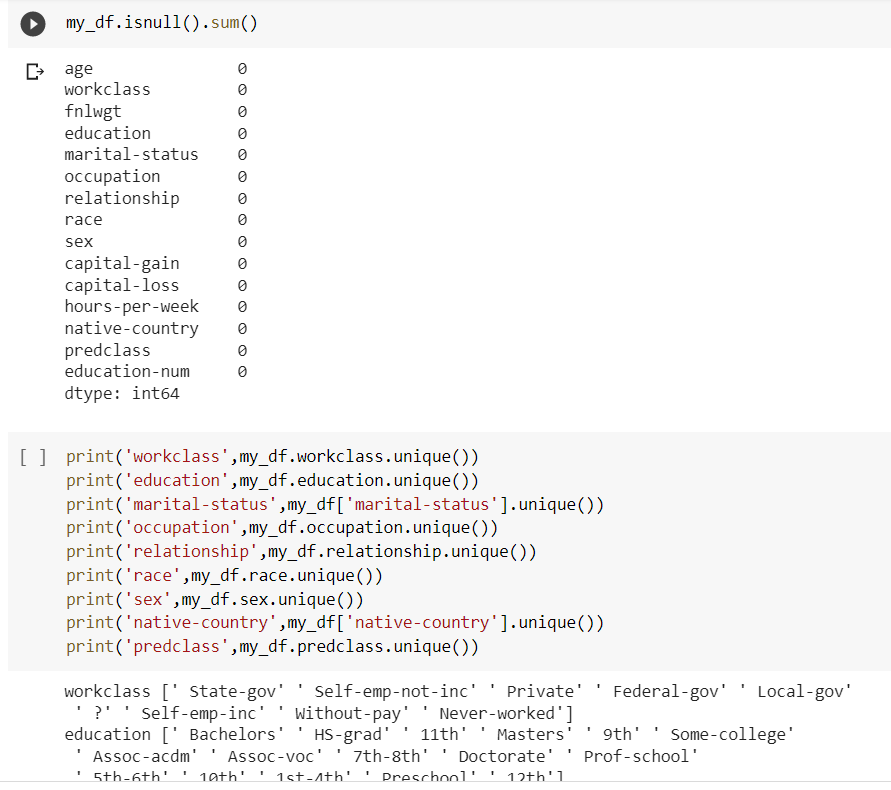 my_df.isnull().sum()
age 0
workclass 0
fnlwgt 0
education 0
marital-status 0
occupation 0
relationship 0
race 0
sex 0
capital-gain 0
capital-loss 0
hours-per-week 0
native-country 0
predclass 0
education-num 0
dtype: int64
[ ] print('workclass',my_df.workclass.unique())
print('education',my_df.education.unique())
print('marital-status',my_df['marital-status'].unique())
print('occupation',my_df.occupation.unique())
print('relationship',my_df.relationship.unique())
print('race',my_df.race.unique())
print('sex',my_df.sex.unique())
print('native-country',my_df['native-country'].unique())
print('predclass',my_df.predclass.unique())
workclass [' State-gov' ' Self-emp-not-inc' ' Private' ' Federal-gov' ' Local-gov'
' ?' ' Self-emp-inc' ' Without-pay' ' Never-worked']
education [' Bachelors' ' HS-grad' ' 11th' ' Masters' ' 9th' ' Some-college'
' Assoc-acdm' ' Assoc-voc' ' 7th-8th' ' Doctorate' ' Prof-school'
' 5th-6th' ' 10th' ' 1st-4th' ' Preschool' ' 12th']